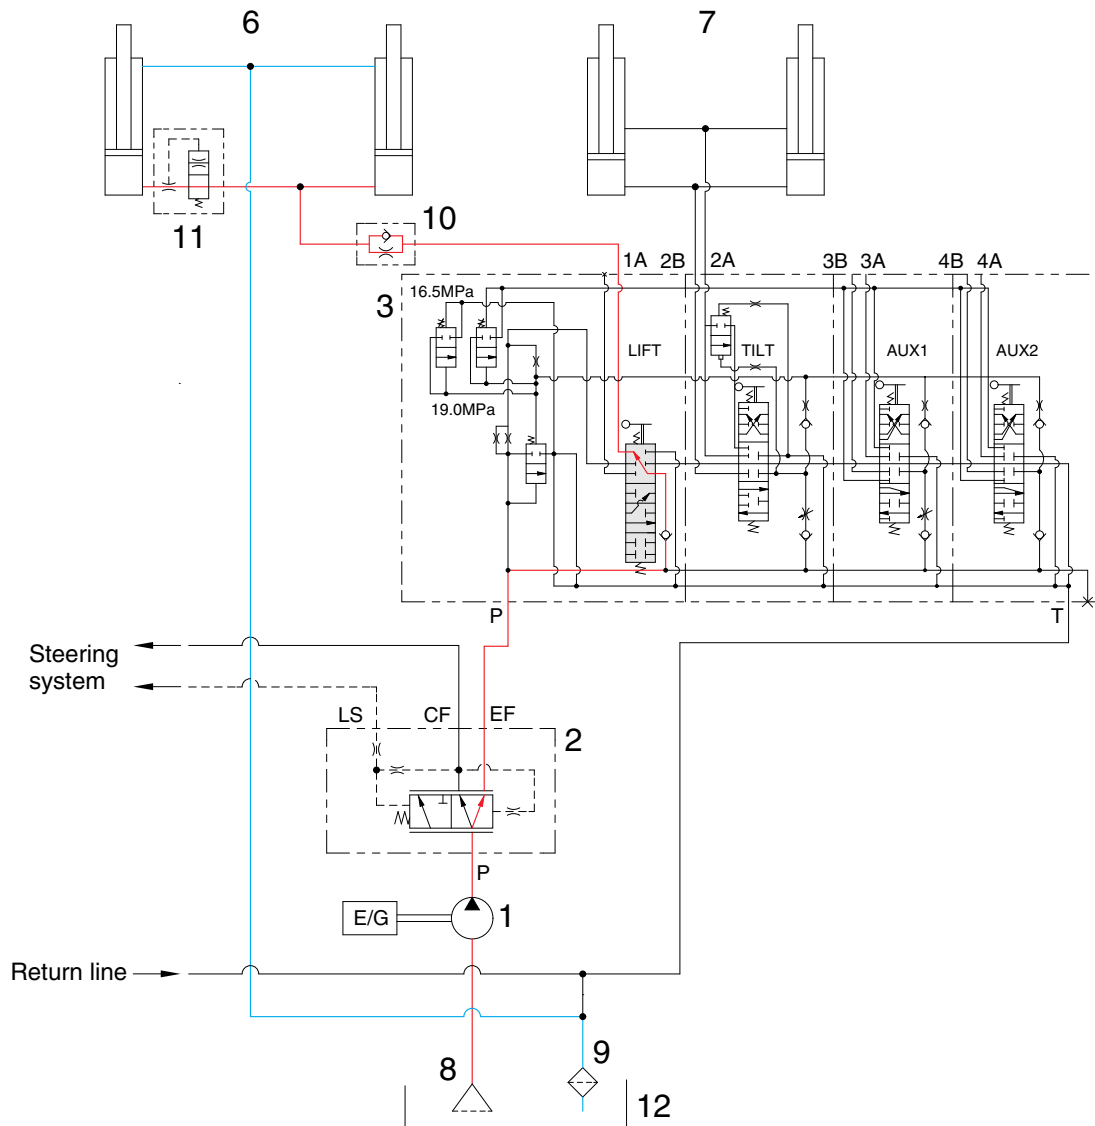 6
7
10
11
1A
2B
2A
3B
3A
4B
4A
3
16.5MPa
LIFT
TILT
AUX1
AUX2
19.0MPa
P
T
Steering
system
LS
CF
EF
2
P
E/G
1
Return line
9
8
12